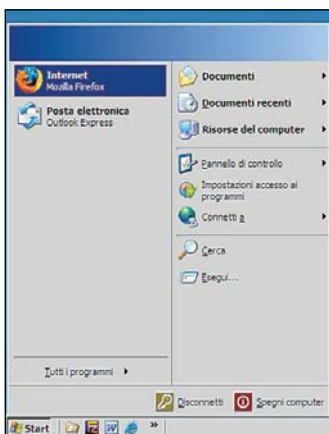 Internet
Mozilla Firefox
Posta elettronica
Outlook Express
Tutti i programmi
Documenti
Documenti recenti
Risorse del computer
Pannello di controllo
Impostazioni accesso ai
programmi
Connetti a
Cerca
Esegui...
Disconnetti
Spegni computer
Start
»